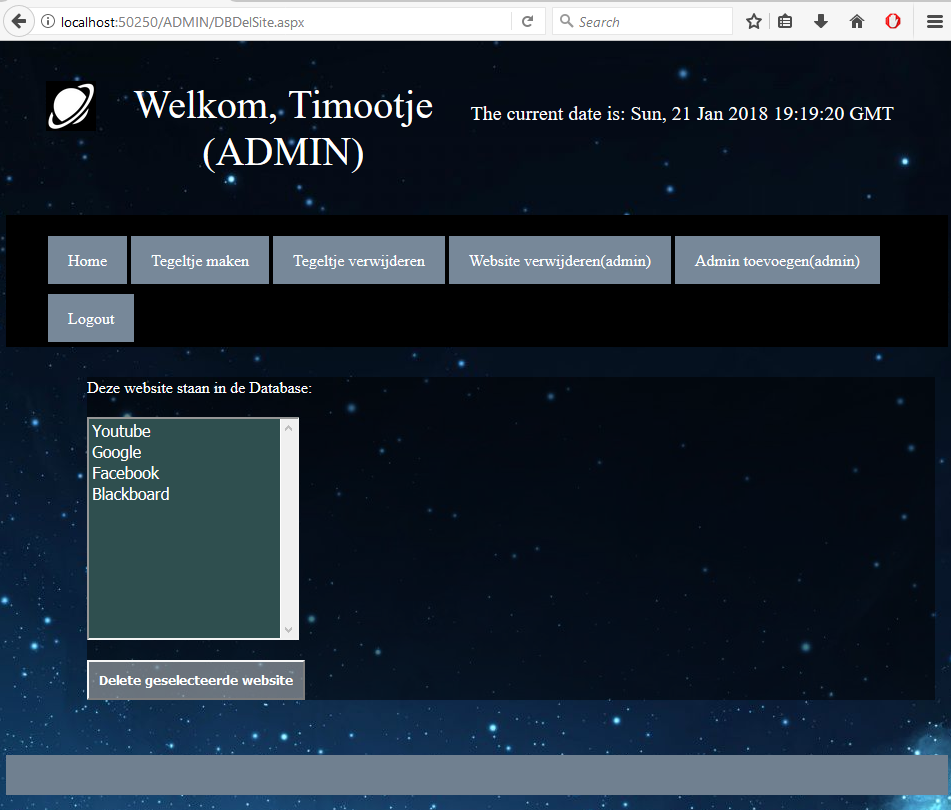 localhost:50250/ADMIN/DBDelSite.aspx
Search
Welkom, Timootje
(ADMIN)
The current date is: Sun, 21 Jan 2018 19:19:20 GMT
Home
Tegeltje maken
Tegeltje verwijderen
Website verwijderen(admin)
Admin toevoegen(admin)
Logout
Deze website staan in de Database:
Youtube
Google
Facebook
Blackboard
Delete geselecteerde website